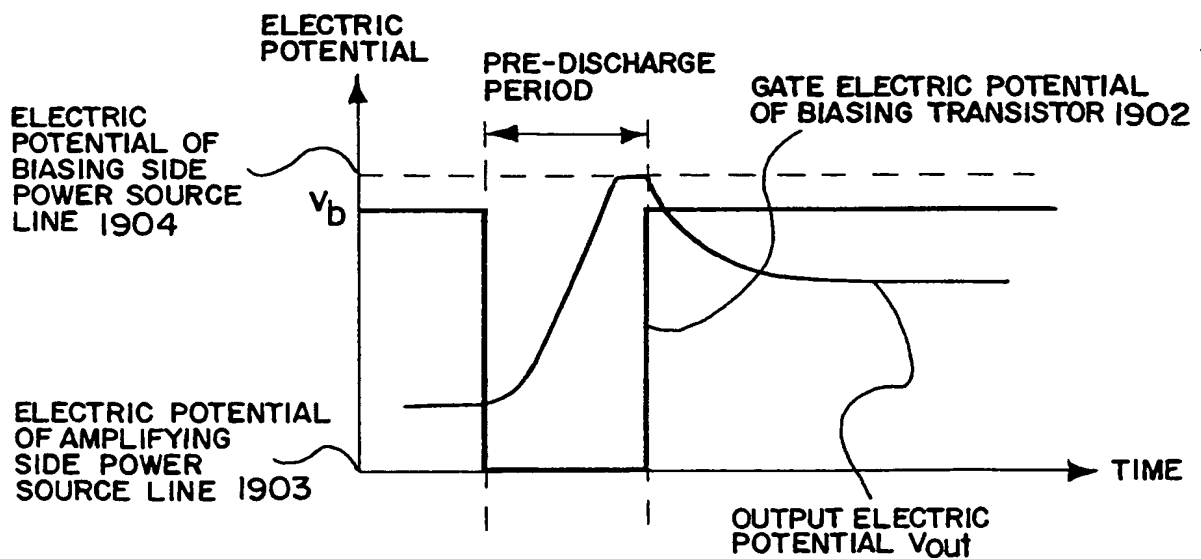 ELECTRIC
POTENTIAL
PRE-DISCHARGE
PERIOD
GATE ELECTRIC POTENTIAL
OF BIASING TRANSISTOR 1902
ELECTRIC
POTENTIAL OF
BIASING SIDE
POWER SOURCE
LINE 1904
Vb
ELECTRIC POTENTIAL
OF AMPLIFYING
SIDE POWER
SOURCE LINE 1903
TIME
OUTPUT ELECTRIC
POTENTIAL Vout